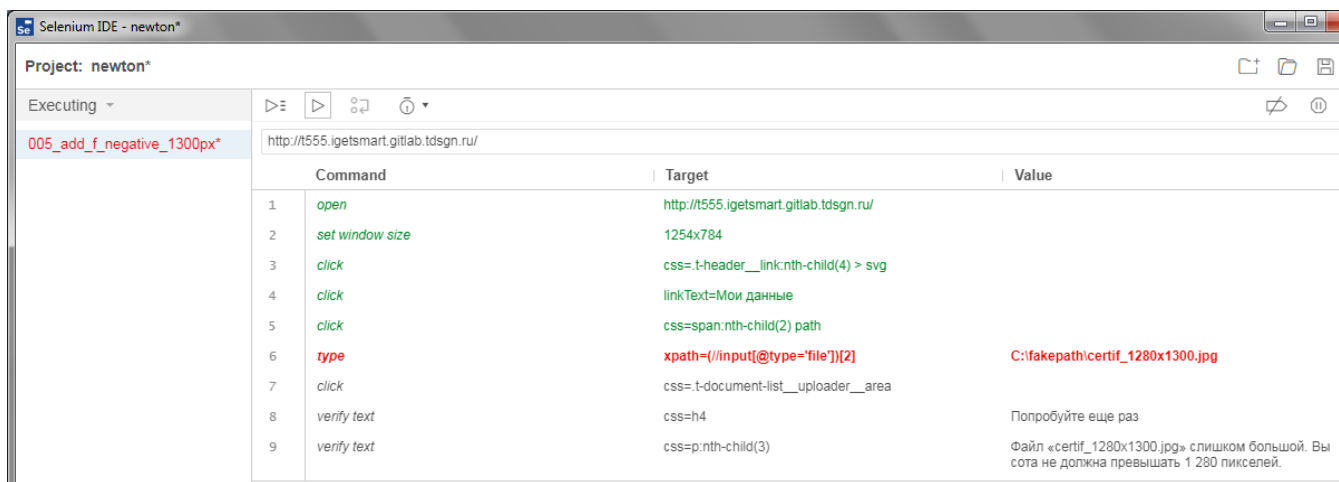 Se Selenium IDE - newton*
Project: newton*
Executing
005_add_f_negative_1300px*
http://t555.igetsmart.gitlab.tdsgn.ru/
Command Target Value
1 open http://t555.igetsmart.gitlab.tdsgn.ru/
2 set window size 1254x784
3 click css=.t-header__link:nth-child(4) > svg
4 click linkText=Мои данные
5 click css=span:nth-child(2) path
6 type xpath=(//input[@type='file'])[2] C:\fakepath\certif_1280x1300.jpg
7 click css=.t-document-list__uploader__area
8 verify text css=h4 Попробуйте еще раз
9 verify text css=p:nth-child(3) Файл «certif_1280x1300.jpg» слишком большой. Вы
сота не должна превышать 1 280 пикселей.